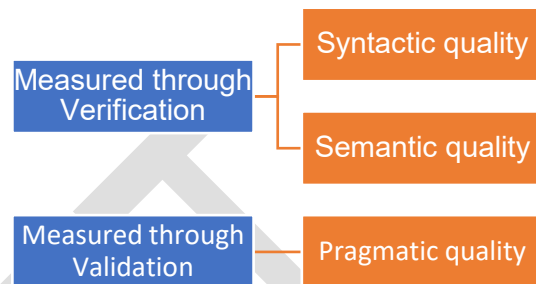 Syntactic quality
Measured through
Verification
Semantic quality
Measured through
Validation
Pragmatic quality